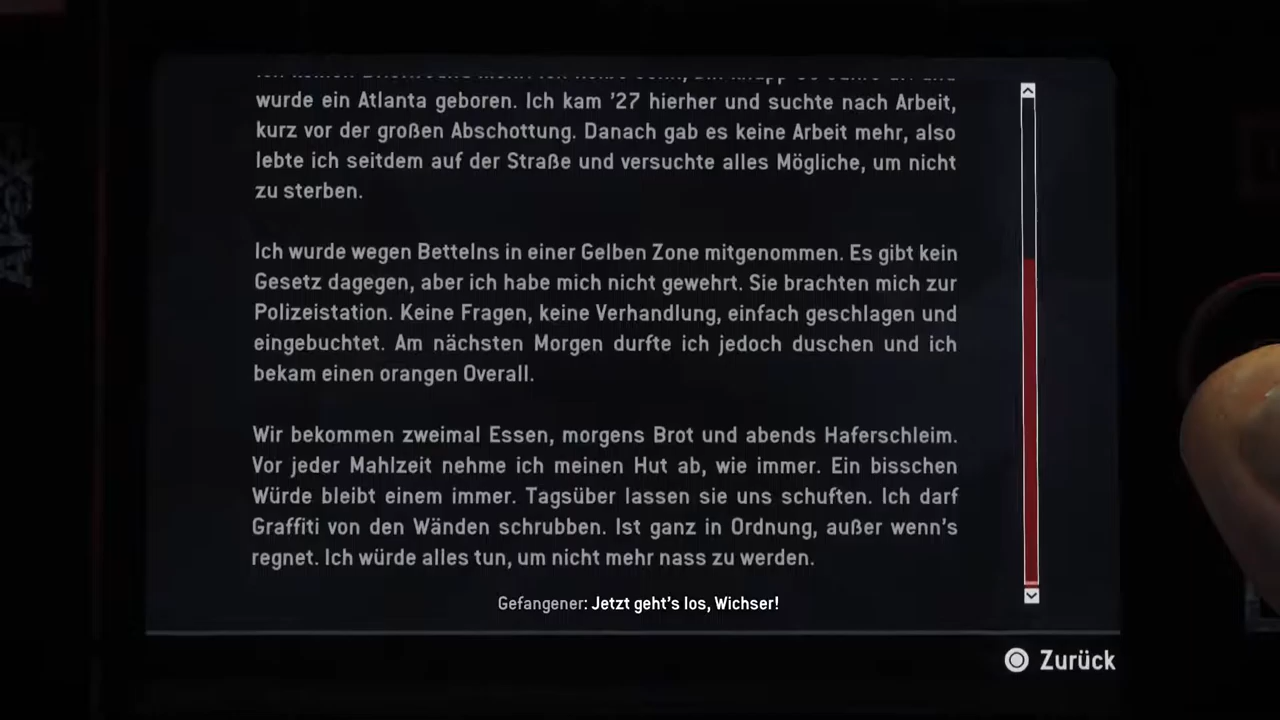 wurde ein Atlanta geboren. Ich kam '27 hierher und suchte nach Arbeit,
kurz vor der großen Abschottung. Danach gab es keine Arbeit mehr, also
lebte ich seitdem auf der Straße und versuchte alles Mögliche, um nicht
zu sterben.
Ich wurde wegen Bettelns in einer Gelben Zone mitgenommen. Es gibt kein
Gesetz dagegen, aber ich habe mich nicht gewehrt. Sie brachten mich zur
Polizeistation. Keine Fragen, keine Verhandlung, einfach geschlagen und
eingebuchtet. Am nächsten Morgen durfte ich jedoch duschen und ich
bekam einen orangen Overall.
Wir bekommen zweimal Essen, morgens Brot und abends Haferschleim.
Vor jeder Mahlzeit nehme ich meinen Hut ab, wie immer. Ein bisschen
Würde bleibt einem immer. Tagsüber lassen sie uns schuften. Ich darf
Graffiti von den Wänden schrubben. Ist ganz in Ordnung, außer wenn's
regnet. Ich würde alles tun, um nicht mehr nass zu werden.
Gefangener: Jetzt geht's los, Wichser!
Zurück